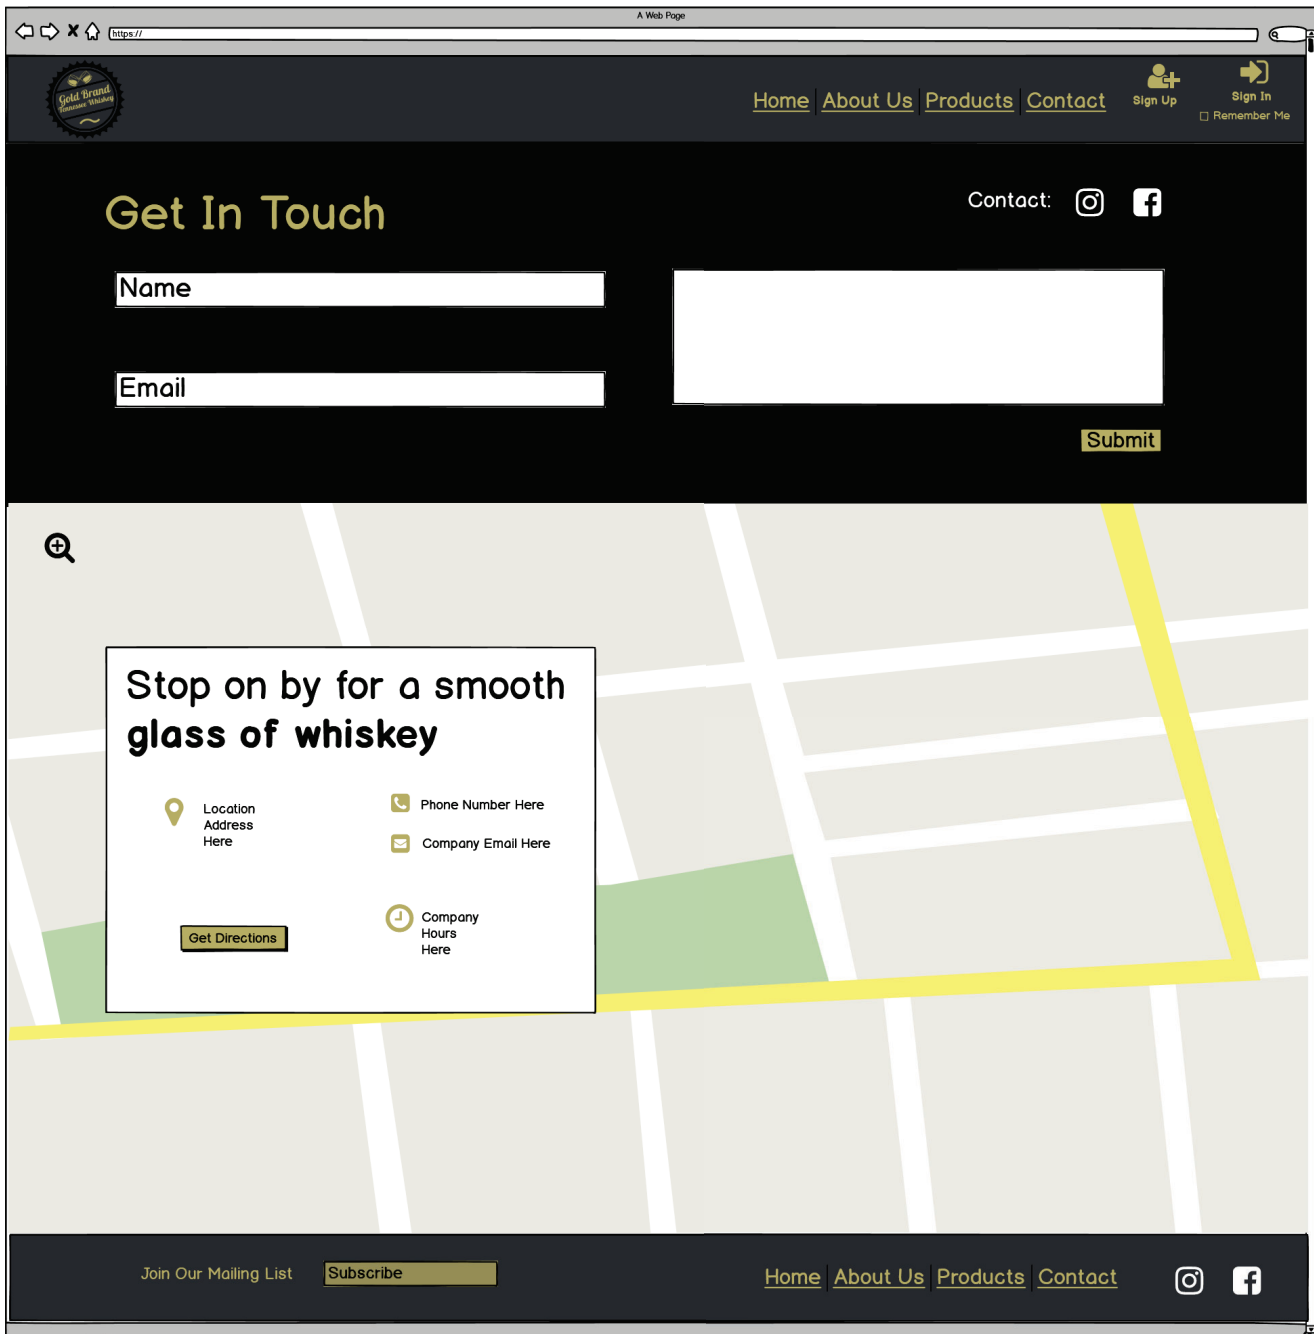 A Web Page
https://
Gold Brand
Tennessee Whiskey
Home About Us Products Contact
Sign Up
Sign In
Remember Me
Get In Touch
Contact:
Name
Email
Submit
Stop on by for a smooth
glass of whiskey
Location
Address
Here
Phone Number Here
Company Email Here
Get Directions
Company
Hours
Here
Join Our Mailing List
Subscribe
Home About Us Products Contact